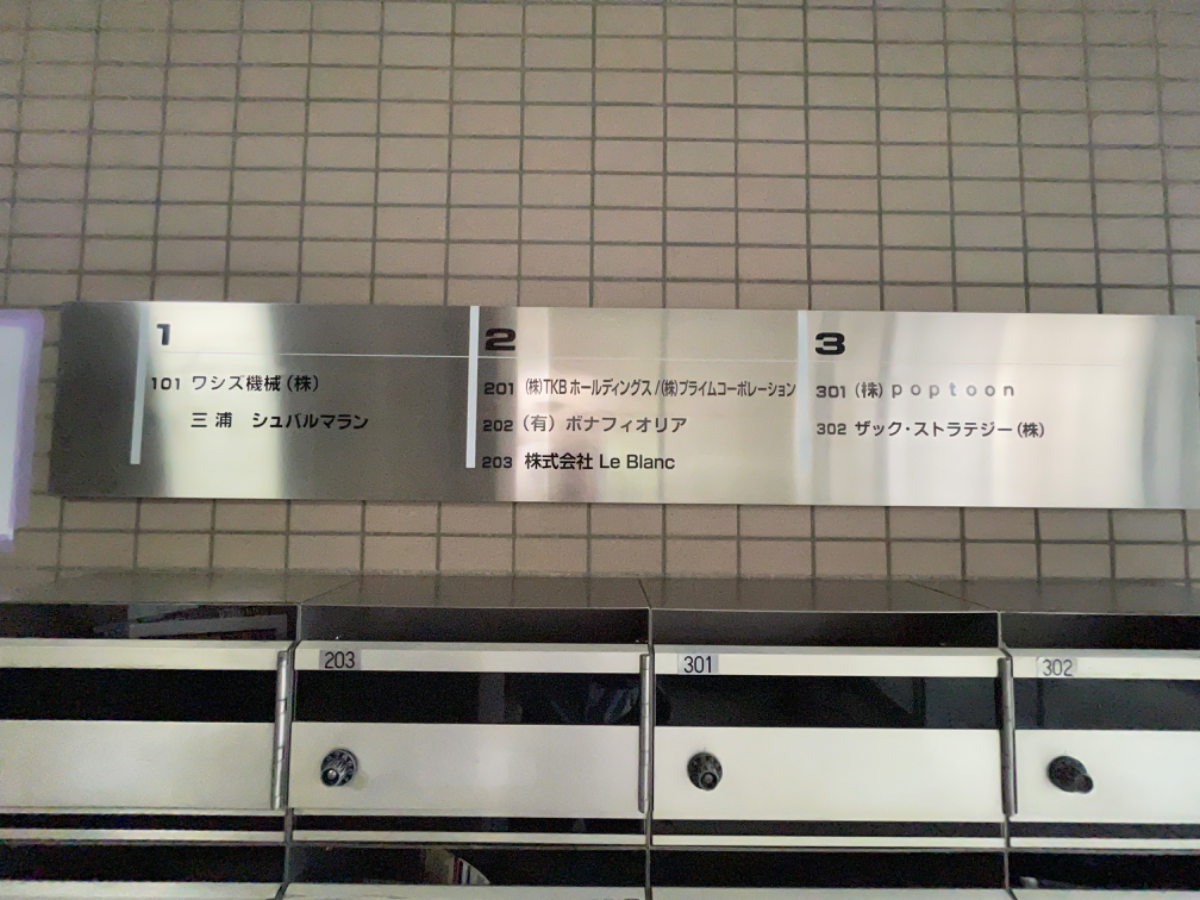 1
101 ワシズ機械(株)
三浦　シュバルマラン
2
201 (株)TKBホールディングス/(株)プライムコーポレーション
202 (有)ボナフィオリア
203 株式会社 Le Blanc
3
301 (株)poptoon
302 ザック・ストラテジー(株)
203
301
302